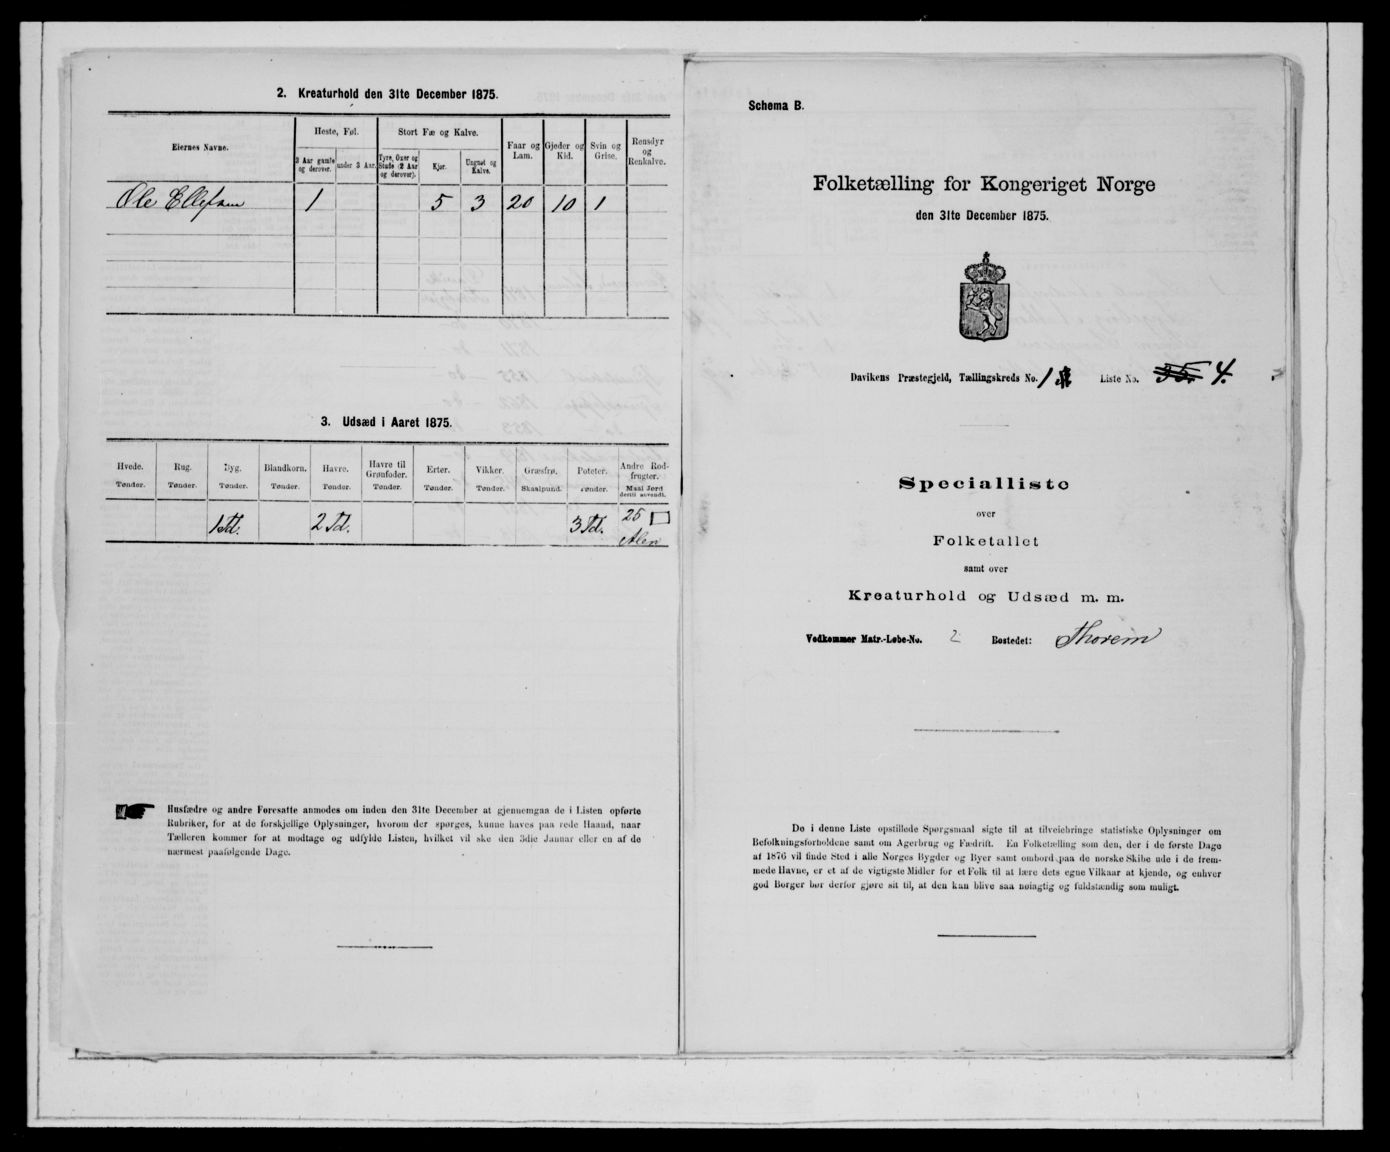 2. Kreaturhold den 31te December 1875.
Eiernes Navne.
Heste, Føl.
Stort Fæ og Kalve.
Faar og Lam.
Gjeder og Kid.
Svin og Grise.
Rensdyr og Renkalve.
3 Aar gamle og derover.
under 3 Aar.
Tyre, Oxer og Stude (2 Aar og derover).
Kjør.
Ungnøt og Kalve.
Ole Ellefsen 1 5 3 20 10 1
3. Udsæd i Aaret 1875.
Hvede. Rug. Byg. Blandkorn. Havre. Havre til Grønfoder. Erter. Vikker. Græsfrø. Poteter. Andre Rodfrugter.
Tønder. Tønder. Tønder. Tønder. Tønder. Tønder. Tønder. Tønder. Skaalpund. Tønder. Maal Jord dertil anvendt.
1 Td. 2 Td. 3 Td. 25 □
Alen
Husfædre og andre Foresatte anmodes om inden den 31te December at gjennemgaa de i Listen opførte
Rubriker, for at de forskjellige Oplysninger, hvorom der spørges, kunne haves paa rede Haand, naar
Tælleren kommer for at modtage og udfylde Listen, hvilket vil ske den 3die Januar eller en af de
nærmest paafølgende Dage.
Schema B.
Folketælling for Kongeriget Norge
den 31te December 1875.
Davikens Præstegjeld, Tællingskreds No. 1 Liste No. 35. 4.
Specialliste
over
Folketallet
samt over
Kreaturhold og Udsæd m. m.
Vedkommer Matr.-Løbe-No. 2 Bostedet: Thoreim
De i denne Liste opstillede Spørgsmaal sigte til at tilveiebringe statistiske Oplysninger om
Befolkningsforholdene samt om Agerbrug og Fædrift. En Folketælling som den, der i de første Dage
af 1876 vil finde Sted i alle Norges Bygder og Byer samt ombord paa de norske Skibe ude i de frem-
mede Havne, er et af de vigtigste Midler for et Folk til at lære dets egne Vilkaar at kjende, og enhver
god Borger bør derfor gjøre sit til, at den kan blive saa nøiagtig og fuldstændig som muligt.